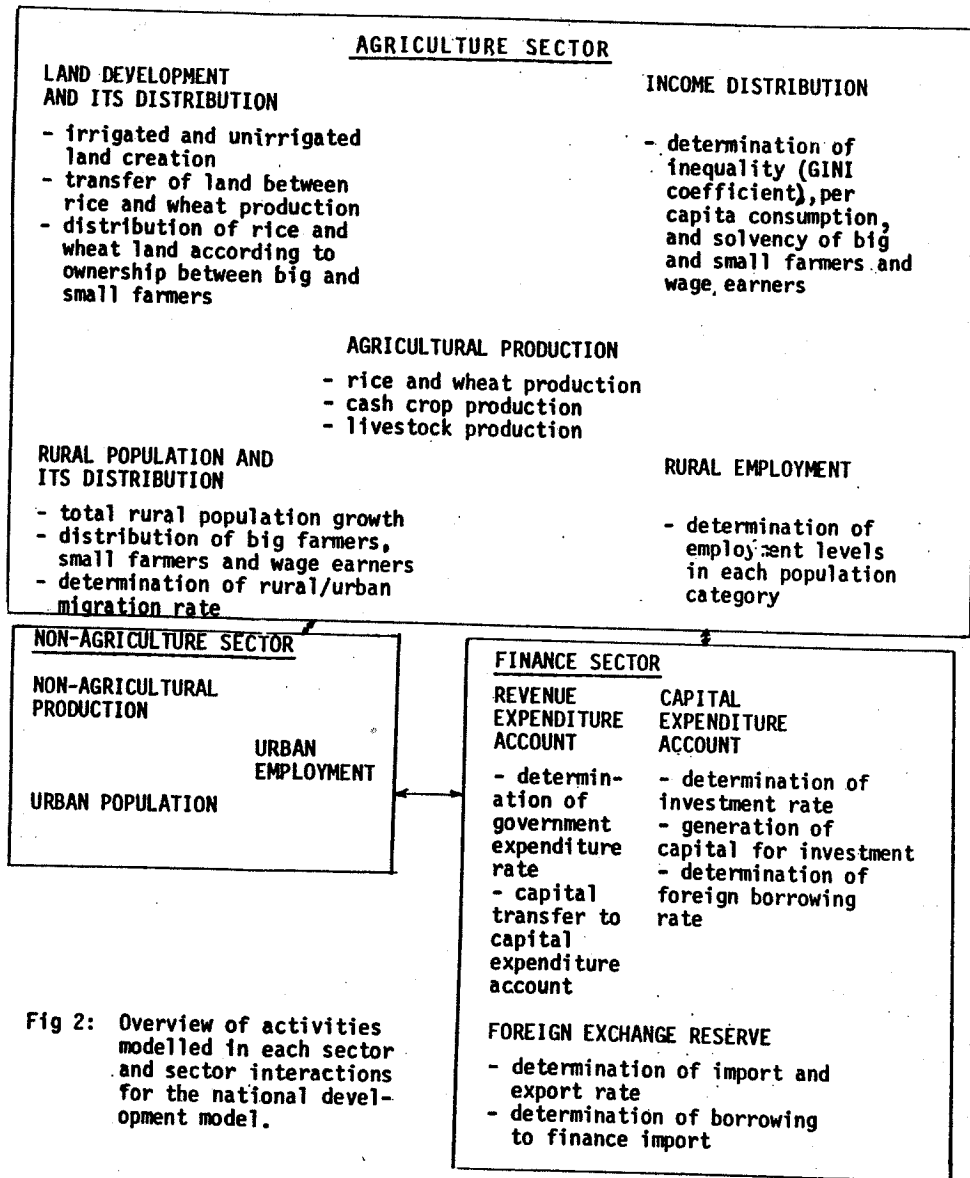 AGRICULTURE SECTOR
LAND DEVELOPMENT
AND ITS DISTRIBUTION
- irrigated and unirrigated
land creation
- transfer of land between
rice and wheat production
- distribution of rice and
wheat land according to
ownership between big and
small farmers
INCOME DISTRIBUTION
- determination of
inequality (GINI
coefficient), per
capita consumption,
and solvency of big
and small farmers and
wage earners
AGRICULTURAL PRODUCTION
- rice and wheat production
- cash crop production
- livestock production
RURAL POPULATION AND
ITS DISTRIBUTION
- total rural population growth
- distribution of big farmers,
small farmers and wage earners
- determination of rural/urban
migration rate
RURAL EMPLOYMENT
- determination of
employment levels
in each population
category
NON-AGRICULTURE SECTOR
NON-AGRICULTURAL
PRODUCTION
URBAN
EMPLOYMENT
URBAN POPULATION
FINANCE SECTOR
REVENUE
EXPENDITURE
ACCOUNT
- determin-
ation of
government
expenditure
rate
- capital
transfer to
capital
expenditure
account
CAPITAL
EXPENDITURE
ACCOUNT
- determination of
investment rate
- generation of
capital for investment
- determination of
foreign borrowing
rate
FOREIGN EXCHANGE RESERVE
- determination of import and
export rate
- determination of borrowing
to finance import
Fig 2: Overview of activities
modelled in each sector
and sector interactions
for the national devel-
opment model.